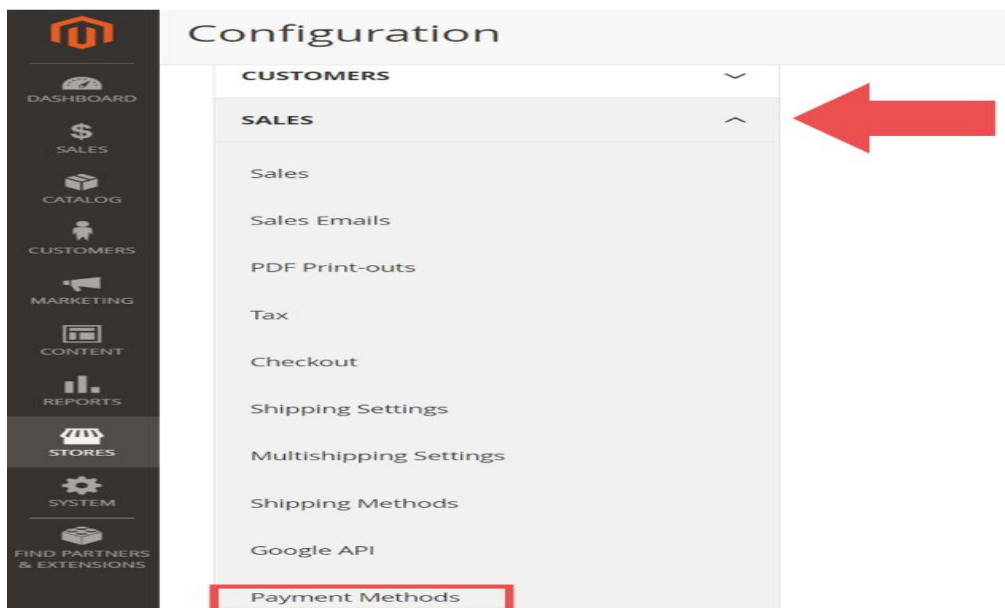 Configuration
DASHBOARD
SALES
CATALOG
CUSTOMERS
MARKETING
CONTENT
REPORTS
STORES
SYSTEM
FIND PARTNERS
& EXTENSIONS
CUSTOMERS
SALES
Sales
Sales Emails
PDF Print-outs
Tax
Checkout
Shipping Settings
Multishipping Settings
Shipping Methods
Google API
Payment Methods